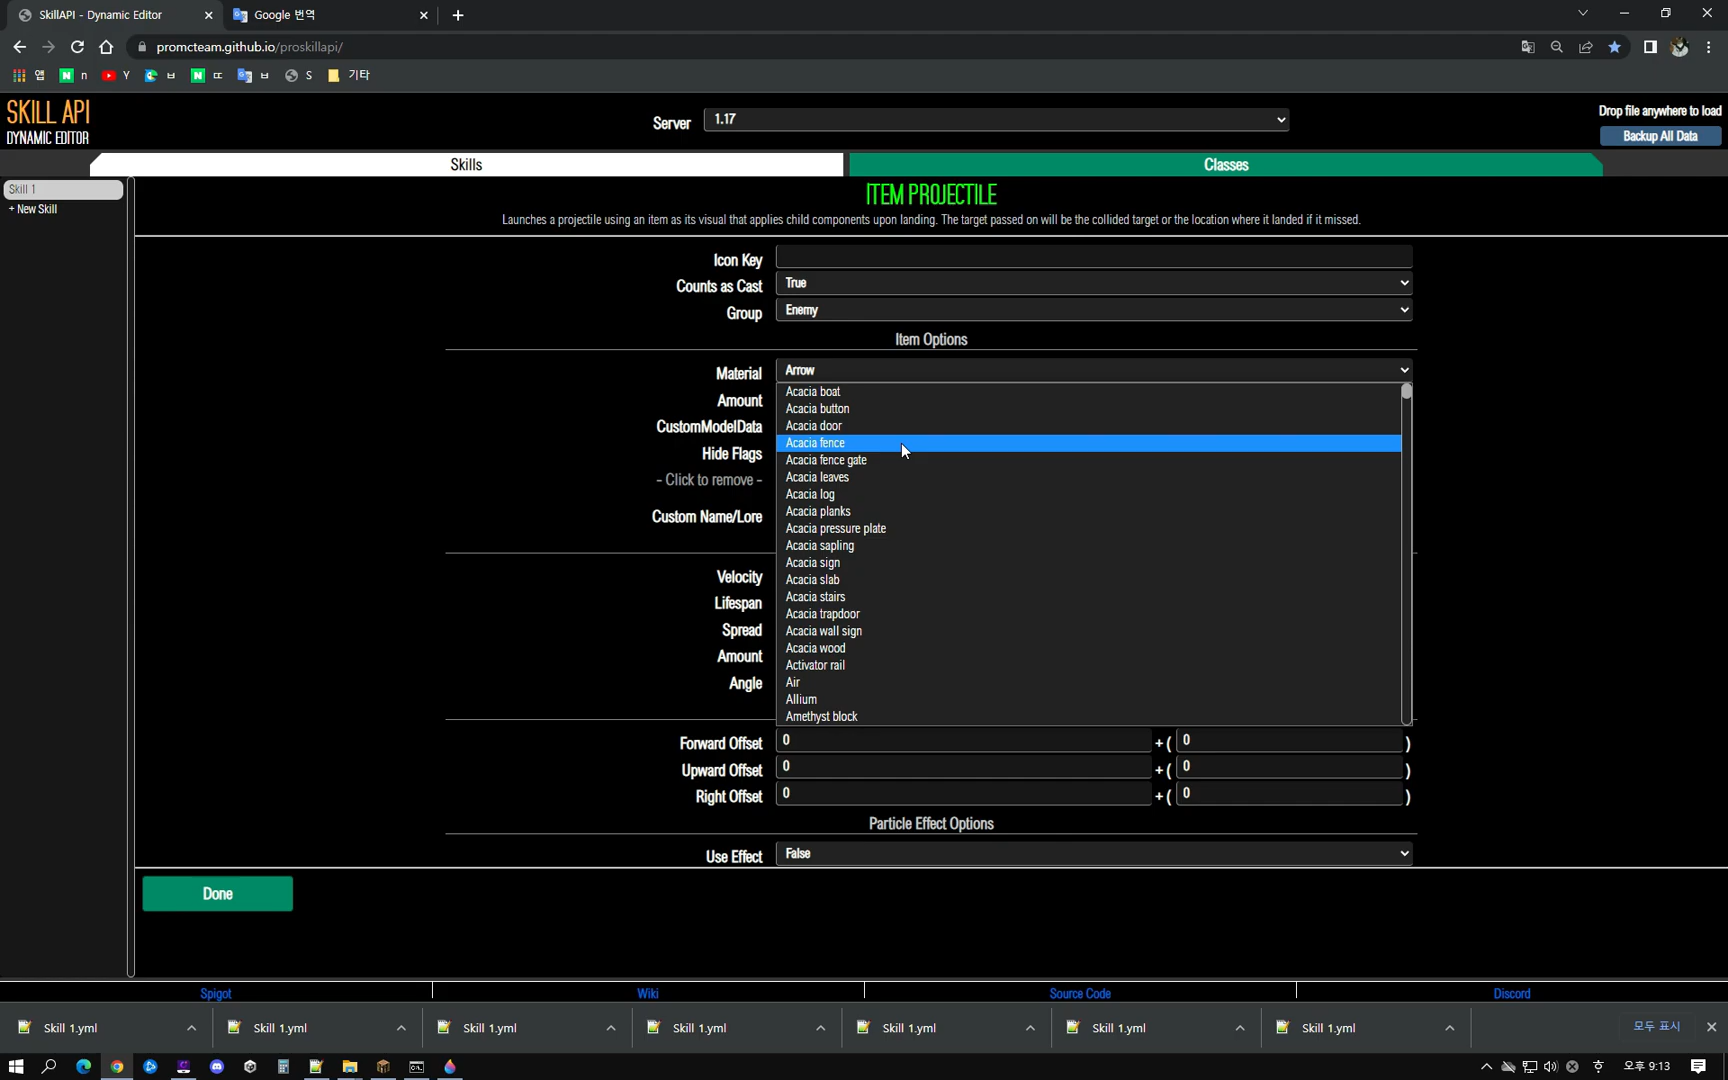 SkillAPI - Dynamic Editor
Google 번역
promcteam.github.io/proskillapi/
앱 n Y ㅂ ㄸ ㅂ S 기타
SKILL API
DYNAMIC EDITOR
Server 1.17
Drop file anywhere to load
Backup All Data
Skills
Classes
Skill 1
+ New Skill
ITEM PROJECTILE
Launches a projectile using an item as its visual that applies child components upon landing. The target passed on will be the collided target or the location where it landed if it missed.
Icon Key
Counts as Cast True
Group Enemy
Item Options
Material Arrow
Amount
CustomModelData
Hide Flags
- Click to remove -
Custom Name/Lore
Acacia boat
Acacia button
Acacia door
Acacia fence
Acacia fence gate
Acacia leaves
Acacia log
Acacia planks
Acacia pressure plate
Acacia sapling
Acacia sign
Acacia slab
Acacia stairs
Acacia trapdoor
Acacia wall sign
Acacia wood
Activator rail
Air
Allium
Amethyst block
Velocity
Lifespan
Spread
Amount
Angle
Forward Offset 0 + ( 0 )
Upward Offset 0 + ( 0 )
Right Offset 0 + ( 0 )
Particle Effect Options
Use Effect False
Done
Spigot
Wiki
Source Code
Discord
Skill 1.yml
Skill 1.yml
Skill 1.yml
Skill 1.yml
Skill 1.yml
Skill 1.yml
Skill 1.yml
모두 표시
오후 9:13